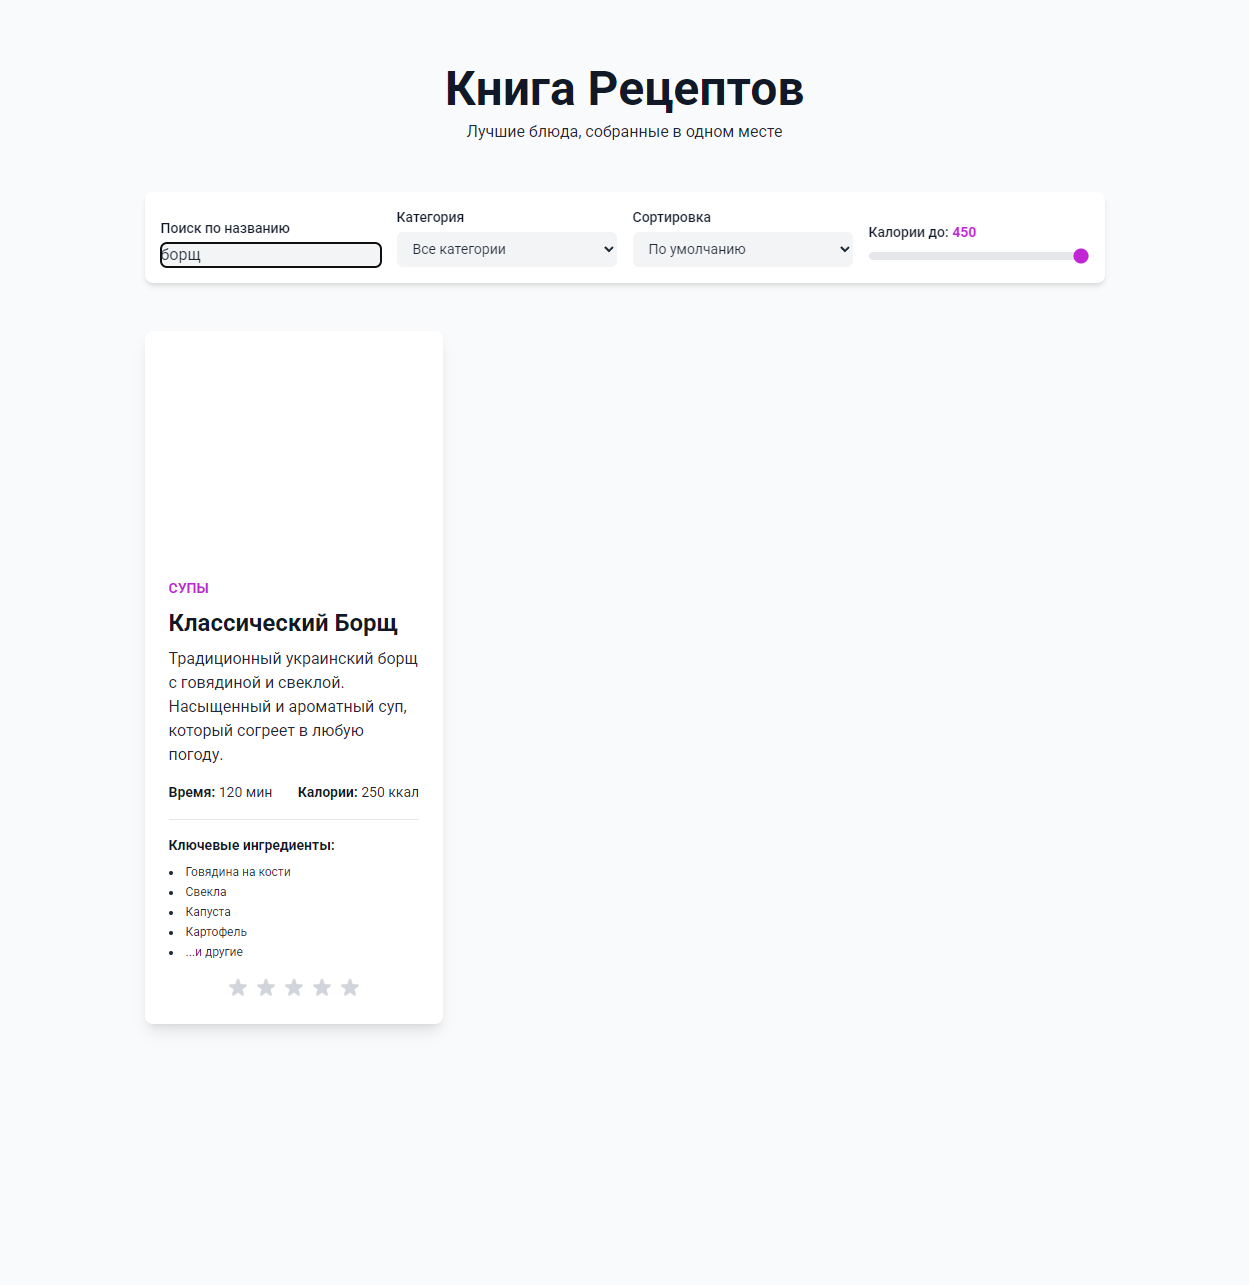 Книга Рецептов
Лучшие блюда, собранные в одном месте
Поиск по названию
борщ
Категория
Все категории
Сортировка
По умолчанию
Калории до: 450
СУПЫ
Классический Борщ
Традиционный украинский борщ
с говядиной и свеклой.
Насыщенный и ароматный суп,
который согреет в любую
погоду.
Время: 120 мин Калории: 250 ккал
Ключевые ингредиенты:
Говядина на кости
Свекла
Капуста
Картофель
...и другие